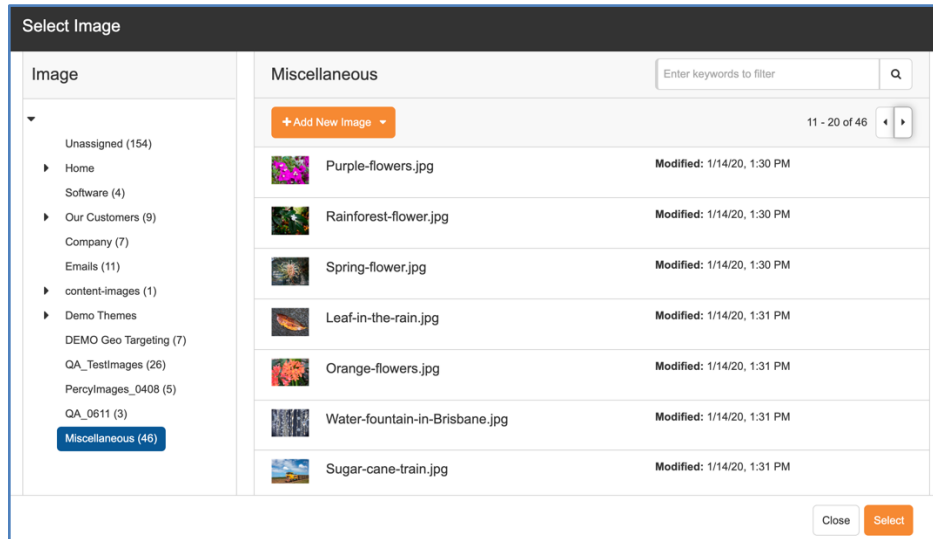 Select Image
Image
Unassigned (154)
Home
Software (4)
Our Customers (9)
Company (7)
Emails (11)
content-images (1)
Demo Themes
DEMO Geo Targeting (7)
QA_TestImages (26)
PercyImages_0408 (5)
QA_0611 (3)
Miscellaneous (46)
Miscellaneous
Enter keywords to filter
+ Add New Image
11 - 20 of 46
Purple-flowers.jpg Modified: 1/14/20, 1:30 PM
Rainforest-flower.jpg Modified: 1/14/20, 1:30 PM
Spring-flower.jpg Modified: 1/14/20, 1:30 PM
Leaf-in-the-rain.jpg Modified: 1/14/20, 1:31 PM
Orange-flowers.jpg Modified: 1/14/20, 1:31 PM
Water-fountain-in-Brisbane.jpg Modified: 1/14/20, 1:31 PM
Sugar-cane-train.jpg Modified: 1/14/20, 1:31 PM
Close Select